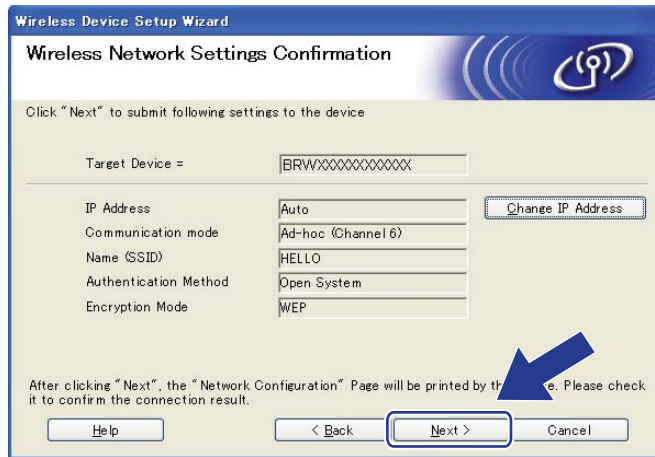 Wireless Device Setup Wizard
Wireless Network Settings Confirmation
Click "Next" to submit following settings to the device
Target Device = BRWXXXXXXXXXXXX
IP Address Auto Change IP Address
Communication mode Ad-hoc (Channel 6)
Name (SSID) HELLO
Authentication Method Open System
Encryption Mode WEP
After clicking "Next", the "Network Configuration" Page will be printed by Please check
it to confirm the connection result.
Help < Back Next > Cancel